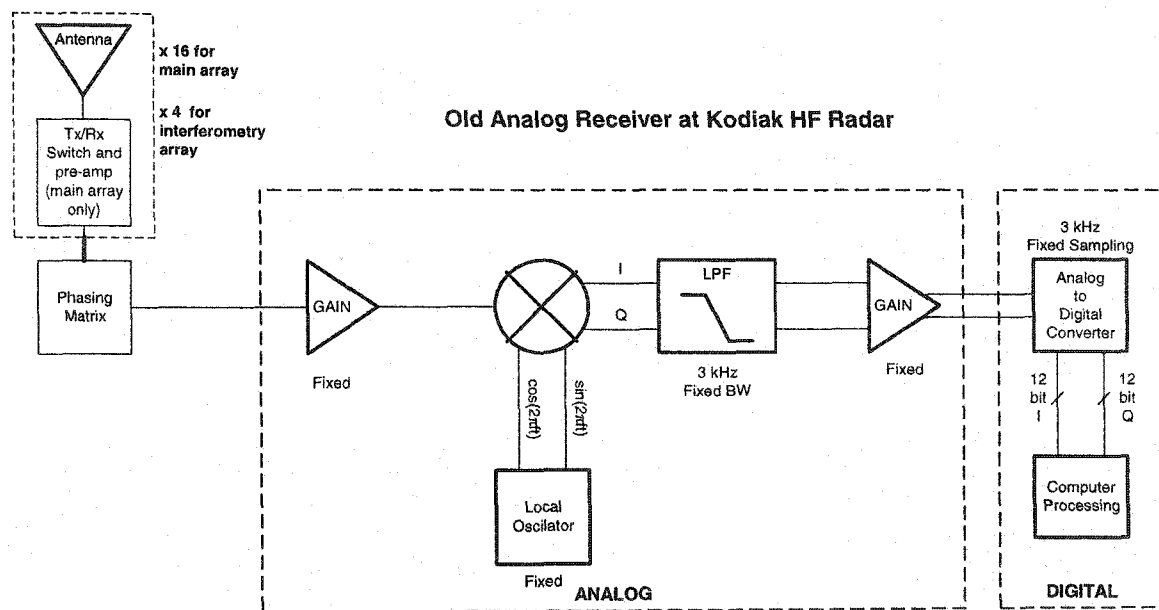 Antenna
x 16 for
main array
x 4 for
interferometry
array
Tx/Rx
Switch and
pre-amp
(main array
only)
Phasing
Matrix
Old Analog Receiver at Kodiak HF Radar
GAIN
Fixed
I
Q
cos(2πft)
sin(2πft)
Local
Oscilator
Fixed
LPF
3 kHz
Fixed BW
GAIN
Fixed
ANALOG
3 kHz
Fixed Sampling
Analog
to
Digital
Converter
12
bit
I
12
bit
Q
Computer
Processing
DIGITAL